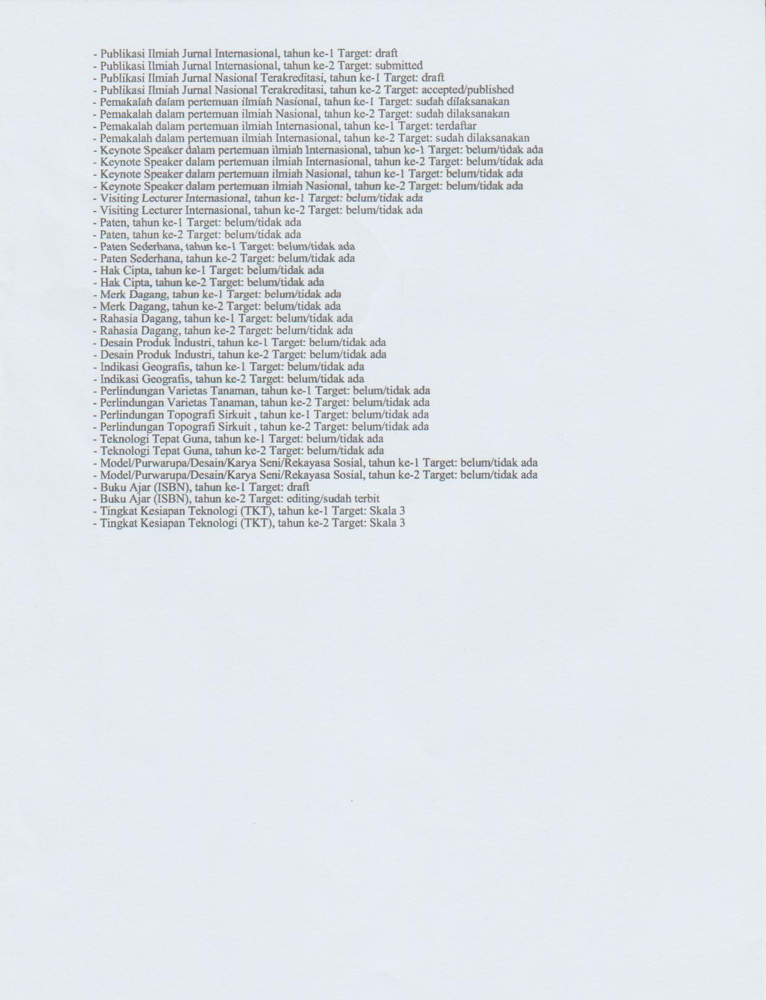 - Publikasi Ilmiah Jurnal Internasional, tahun ke-1 Target: draft
- Publikasi Ilmiah Jurnal Internasional, tahun ke-2 Target: submitted
- Publikasi Ilmiah Jurnal Nasional Terakreditasi, tahun ke-1 Target: draft
- Publikasi Ilmiah Jurnal Nasional Terakreditasi, tahun ke-2 Target: accepted/published
- Pemakalah dalam pertemuan ilmiah Nasional, tahun ke-1 Target: sudah dilaksanakan
- Pemakalah dalam pertemuan ilmiah Nasional, tahun ke-2 Target: sudah dilaksanakan
- Pemakalah dalam pertemuan ilmiah Internasional, tahun ke-1 Target: terdaftar
- Pemakalah dalam pertemuan ilmiah Internasional, tahun ke-2 Target: sudah dilaksanakan
- Keynote Speaker dalam pertemuan ilmiah Internasional, tahun ke-1 Target: belum/tidak ada
- Keynote Speaker dalam pertemuan ilmiah Internasional, tahun ke-2 Target: belum/tidak ada
- Keynote Speaker dalam pertemuan ilmiah Nasional, tahun ke-1 Target: belum/tidak ada
- Keynote Speaker dalam pertemuan ilmiah Nasional, tahun ke-2 Target: belum/tidak ada
- Visiting Lecturer Internasional, tahun ke-1 Target: belum/tidak ada
- Visiting Lecturer Internasional, tahun ke-2 Target: belum/tidak ada
- Paten, tahun ke-1 Target: belum/tidak ada
- Paten, tahun ke-2 Target: belum/tidak ada
- Paten Sederhana, tahun ke-1 Target: belum/tidak ada
- Paten Sederhana, tahun ke-2 Target: belum/tidak ada
- Hak Cipta, tahun ke-1 Target: belum/tidak ada
- Hak Cipta, tahun ke-2 Target: belum/tidak ada
- Merk Dagang, tahun ke-1 Target: belum/tidak ada
- Merk Dagang, tahun ke-2 Target: belum/tidak ada
- Rahasia Dagang, tahun ke-1 Target: belum/tidak ada
- Rahasia Dagang, tahun ke-2 Target: belum/tidak ada
- Desain Produk Industri, tahun ke-1 Target: belum/tidak ada
- Desain Produk Industri, tahun ke-2 Target: belum/tidak ada
- Indikasi Geografis, tahun ke-1 Target: belum/tidak ada
- Indikasi Geografis, tahun ke-2 Target: belum/tidak ada
- Perlindungan Varietas Tanaman, tahun ke-1 Target: belum/tidak ada
- Perlindungan Varietas Tanaman, tahun ke-2 Target: belum/tidak ada
- Perlindungan Topografi Sirkuit , tahun ke-1 Target: belum/tidak ada
- Perlindungan Topografi Sirkuit , tahun ke-2 Target: belum/tidak ada
- Teknologi Tepat Guna, tahun ke-1 Target: belum/tidak ada
- Teknologi Tepat Guna, tahun ke-2 Target: belum/tidak ada
- Model/Purwarupa/Desain/Karya Seni/Rekayasa Sosial, tahun ke-1 Target: belum/tidak ada
- Model/Purwarupa/Desain/Karya Seni/Rekayasa Sosial, tahun ke-2 Target: belum/tidak ada
- Buku Ajar (ISBN), tahun ke-1 Target: draft
- Buku Ajar (ISBN), tahun ke-2 Target: editing/sudah terbit
- Tingkat Kesiapan Teknologi (TKT), tahun ke-1 Target: Skala 3
- Tingkat Kesiapan Teknologi (TKT), tahun ke-2 Target: Skala 3